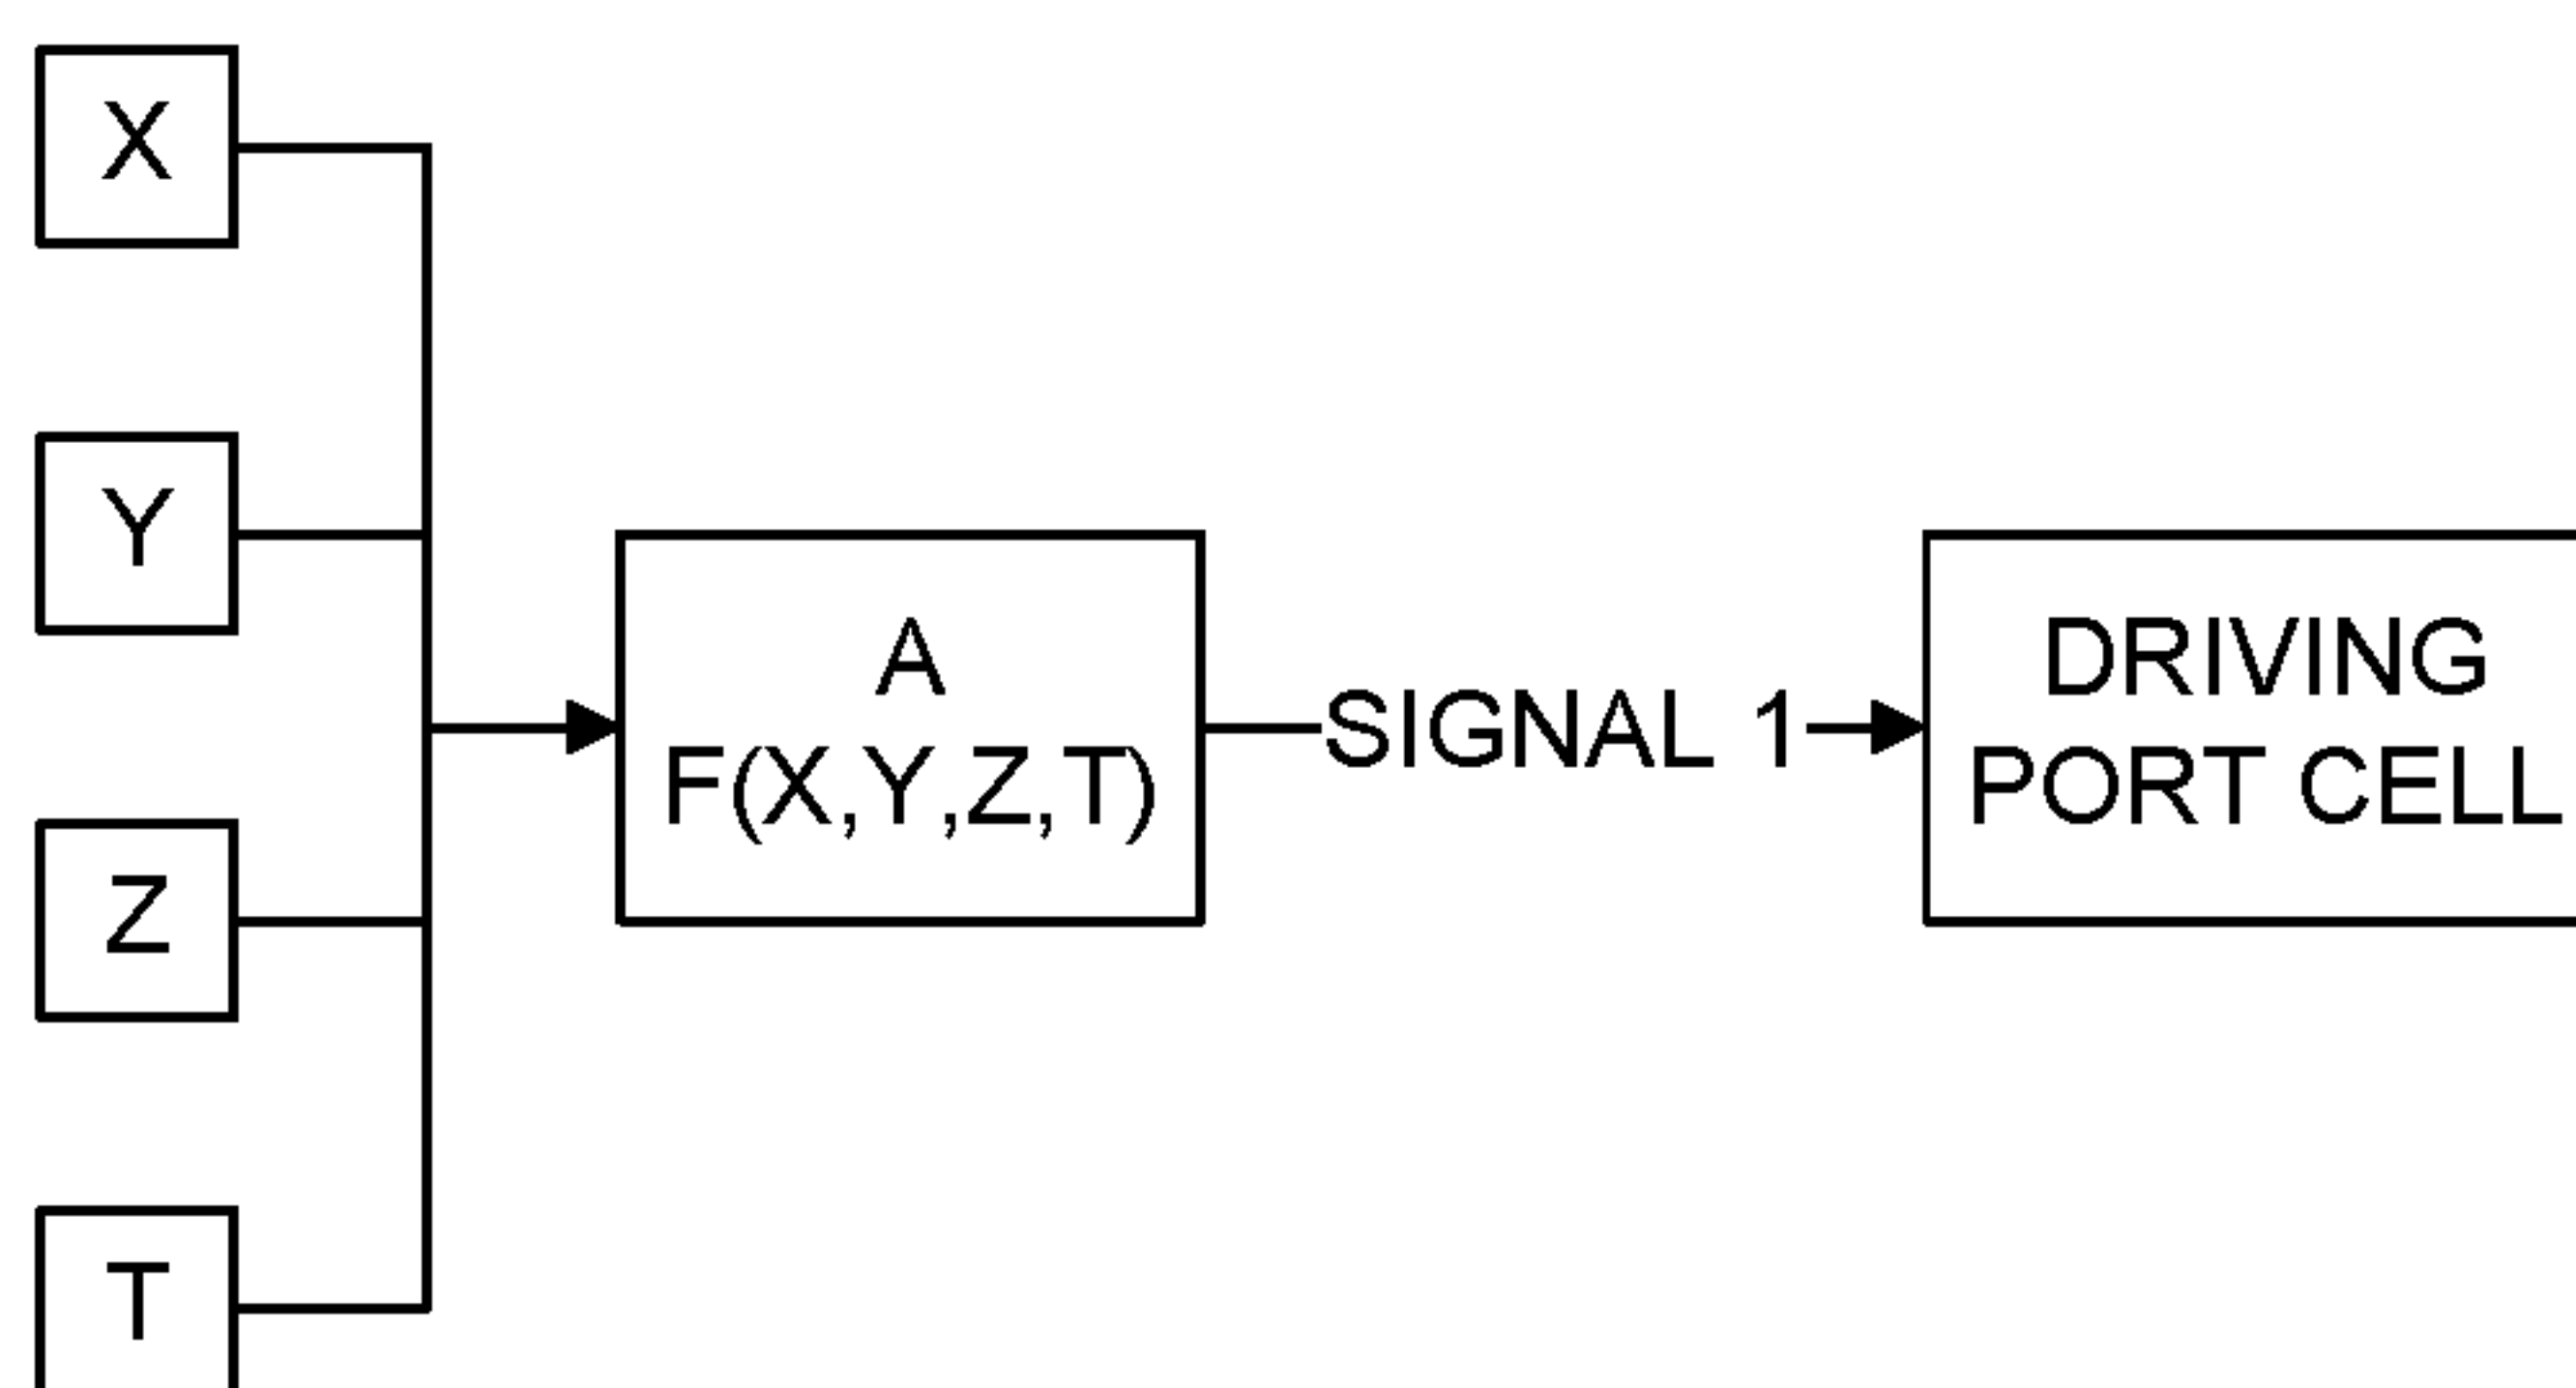 X
Y
Z
T
A
F(X,Y,Z,T)
SIGNAL 1
DRIVING
PORT CELL